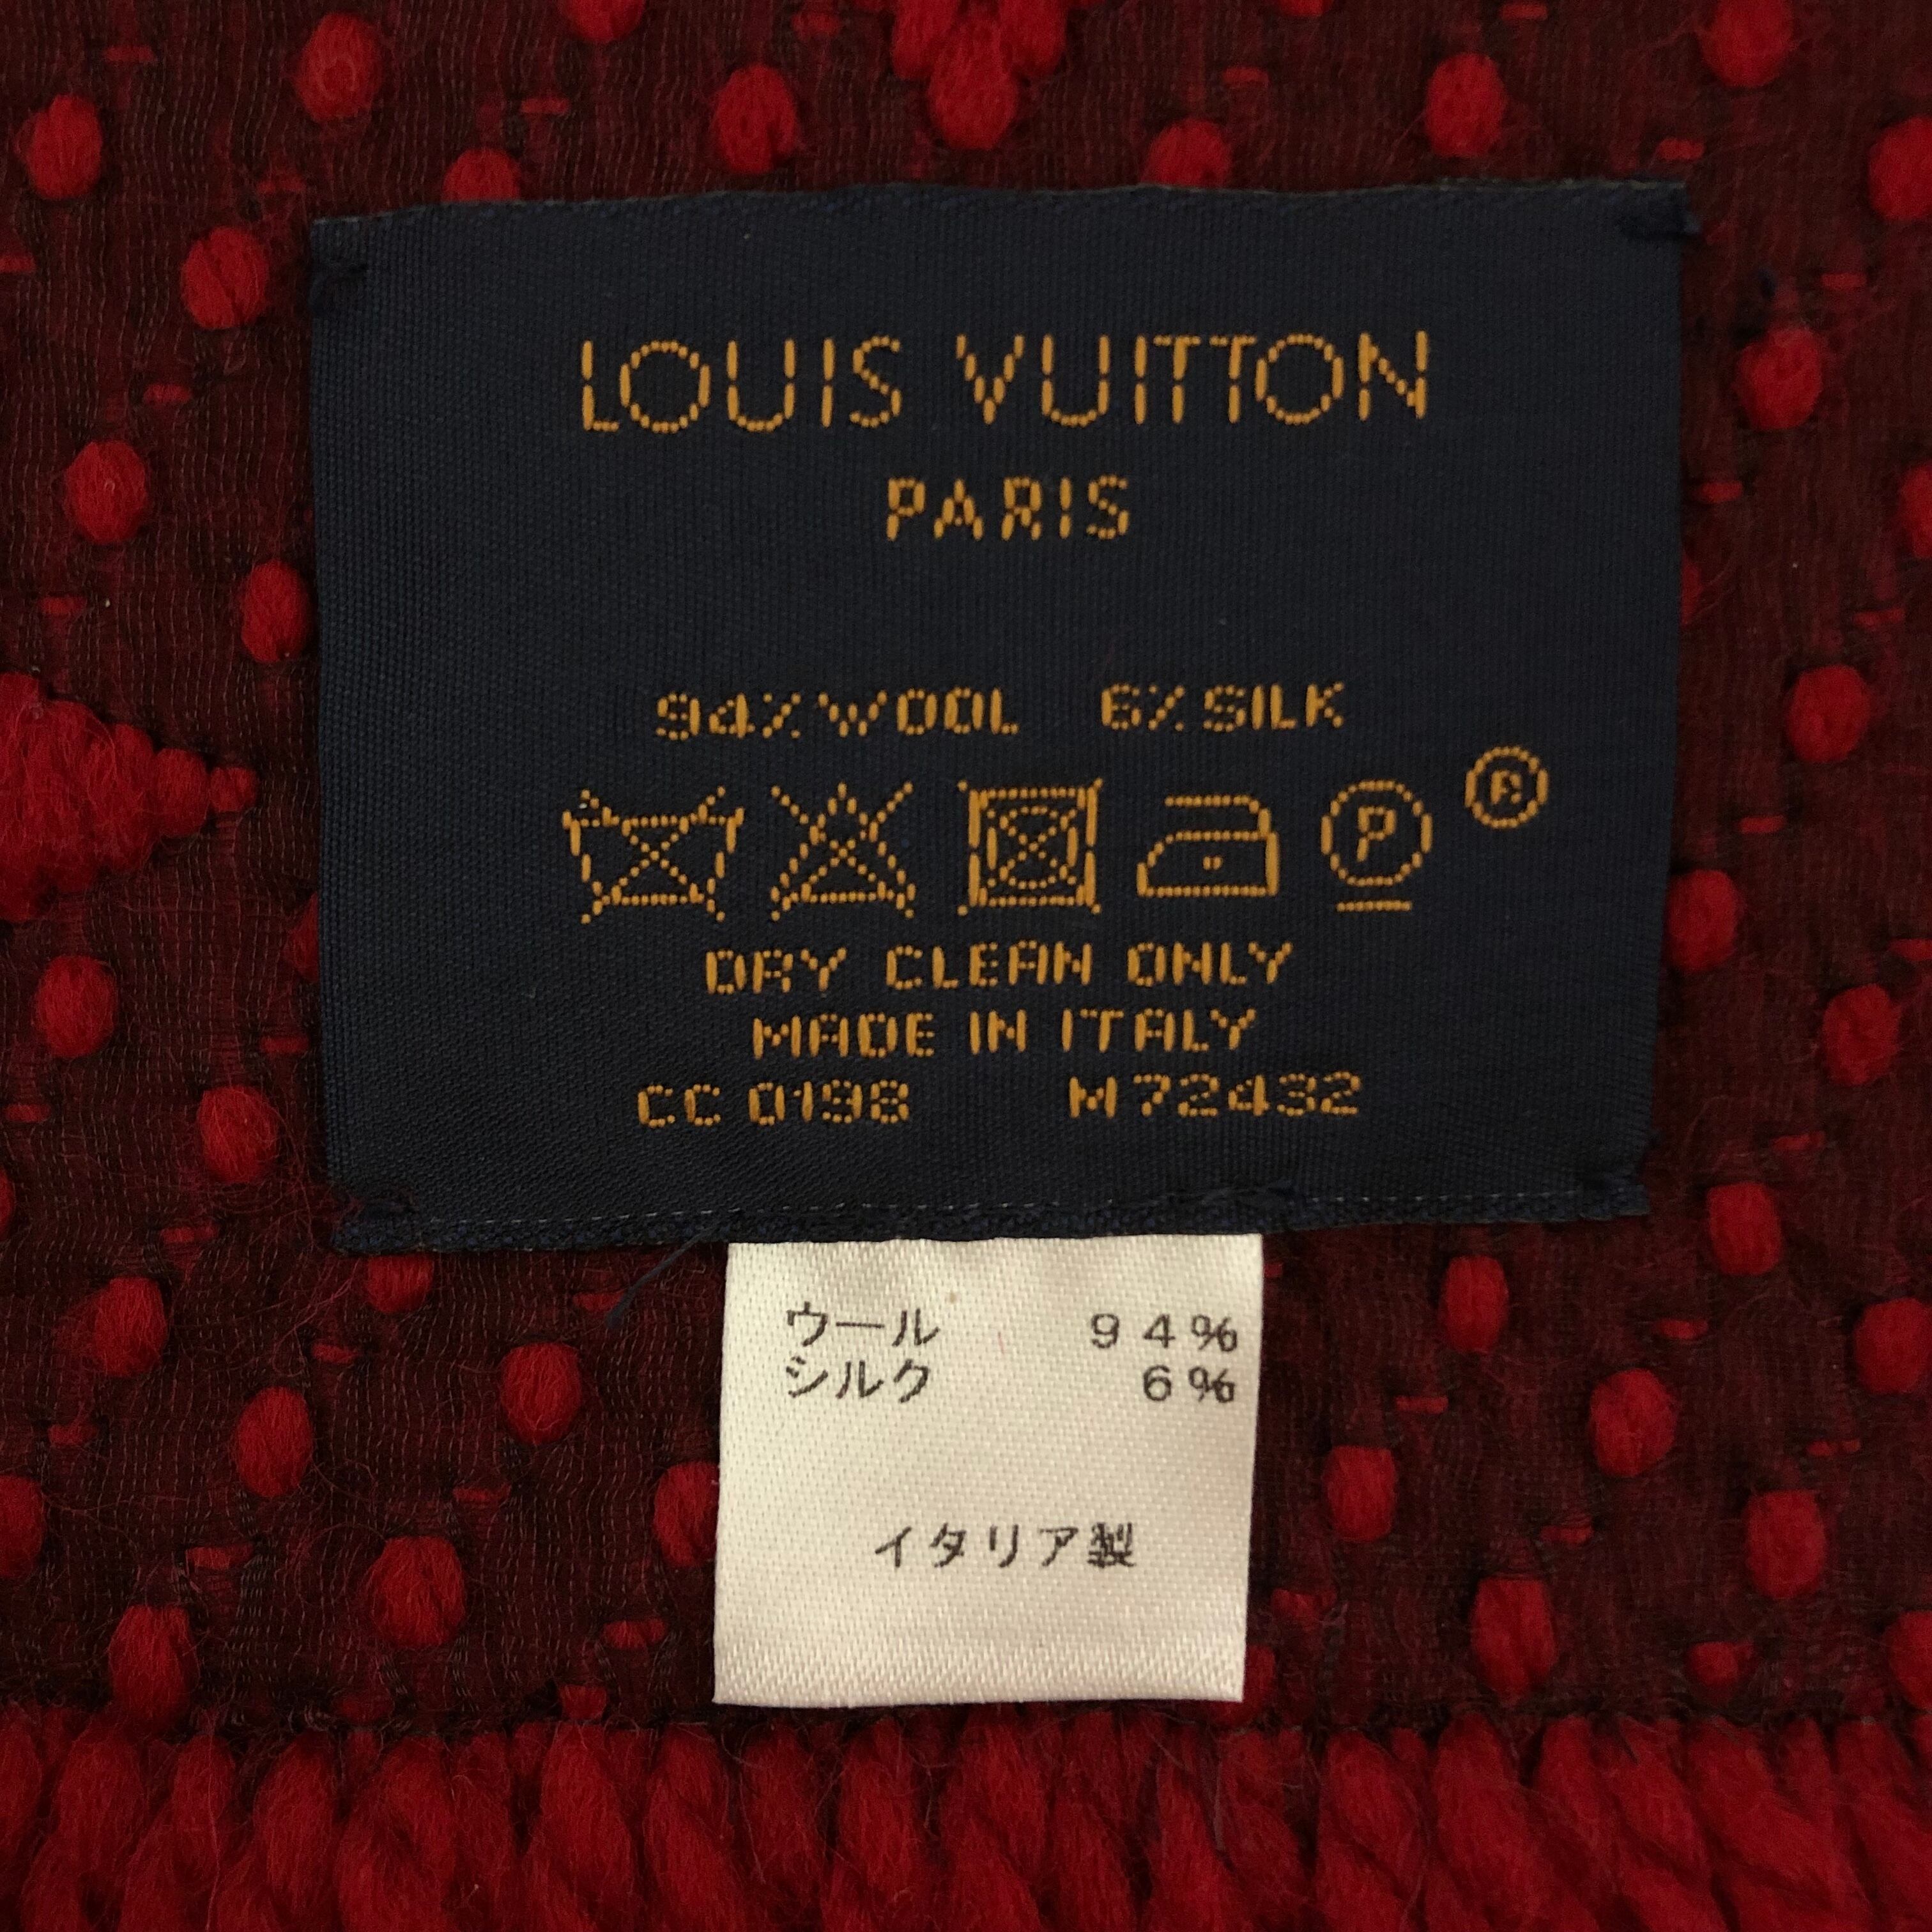 LOUIS VUITTON
PARIS
94% WOOL 6% SILK
P ®
DRY CLEAN ONLY
MADE IN ITALY
CC 0198 M 72432
ウール 94%
シルク 6%
イタリア製